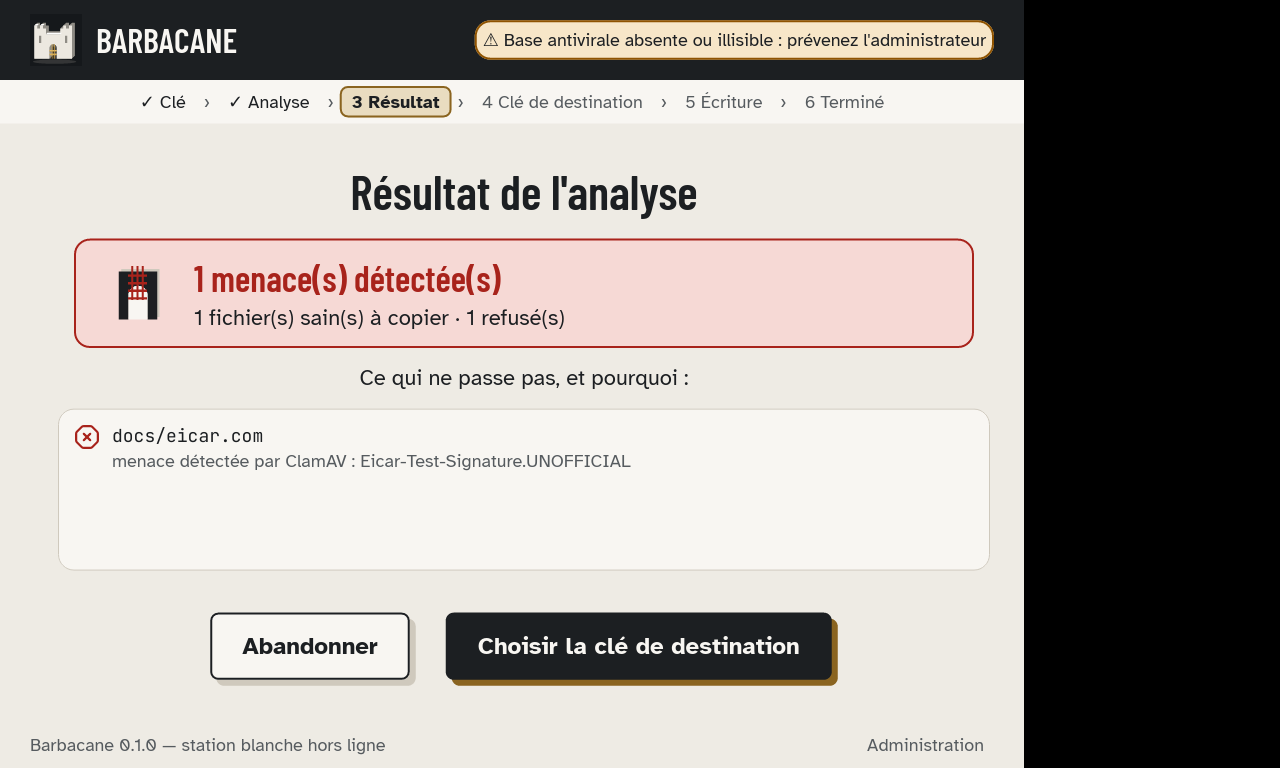 BARBACANE
⚠ Base antivirale absente ou illisible : prévenez l'administrateur
✓ Clé › ✓ Analyse › 3 Résultat › 4 Clé de destination › 5 Écriture › 6 Terminé
Résultat de l'analyse
1 menace(s) détectée(s)
1 fichier(s) sain(s) à copier · 1 refusé(s)
Ce qui ne passe pas, et pourquoi :
docs/eicar.com
menace détectée par ClamAV : Eicar-Test-Signature.UNOFFICIAL
Abandonner
Choisir la clé de destination
Barbacane 0.1.0 — station blanche hors ligne
Administration